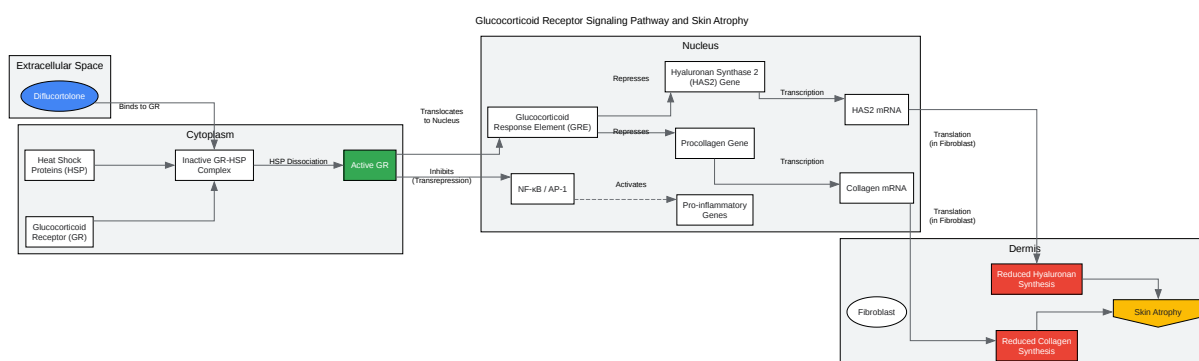 Glucocorticoid Receptor Signaling Pathway and Skin Atrophy
Extracellular Space
Diflucortolone
Binds to GR
Cytoplasm
Heat Shock
Proteins (HSP)
Inactive GR-HSP
Complex
HSP Dissociation
Active GR
Glucocorticoid
Receptor (GR)
Translocates
to Nucleus
Inhibits
(Transrepression)
Nucleus
Glucocorticoid
Response Element (GRE)
Represses
Hyaluronan Synthase 2
(HAS2) Gene
Transcription
HAS2 mRNA
Represses
Procollagen Gene
Transcription
Collagen mRNA
NF-κB / AP-1
Activates
Pro-inflammatory
Genes
Translation
(in Fibroblast)
Translation
(in Fibroblast)
Dermis
Reduced Hyaluronan
Synthesis
Fibroblast
Skin Atrophy
Reduced Collagen
Synthesis